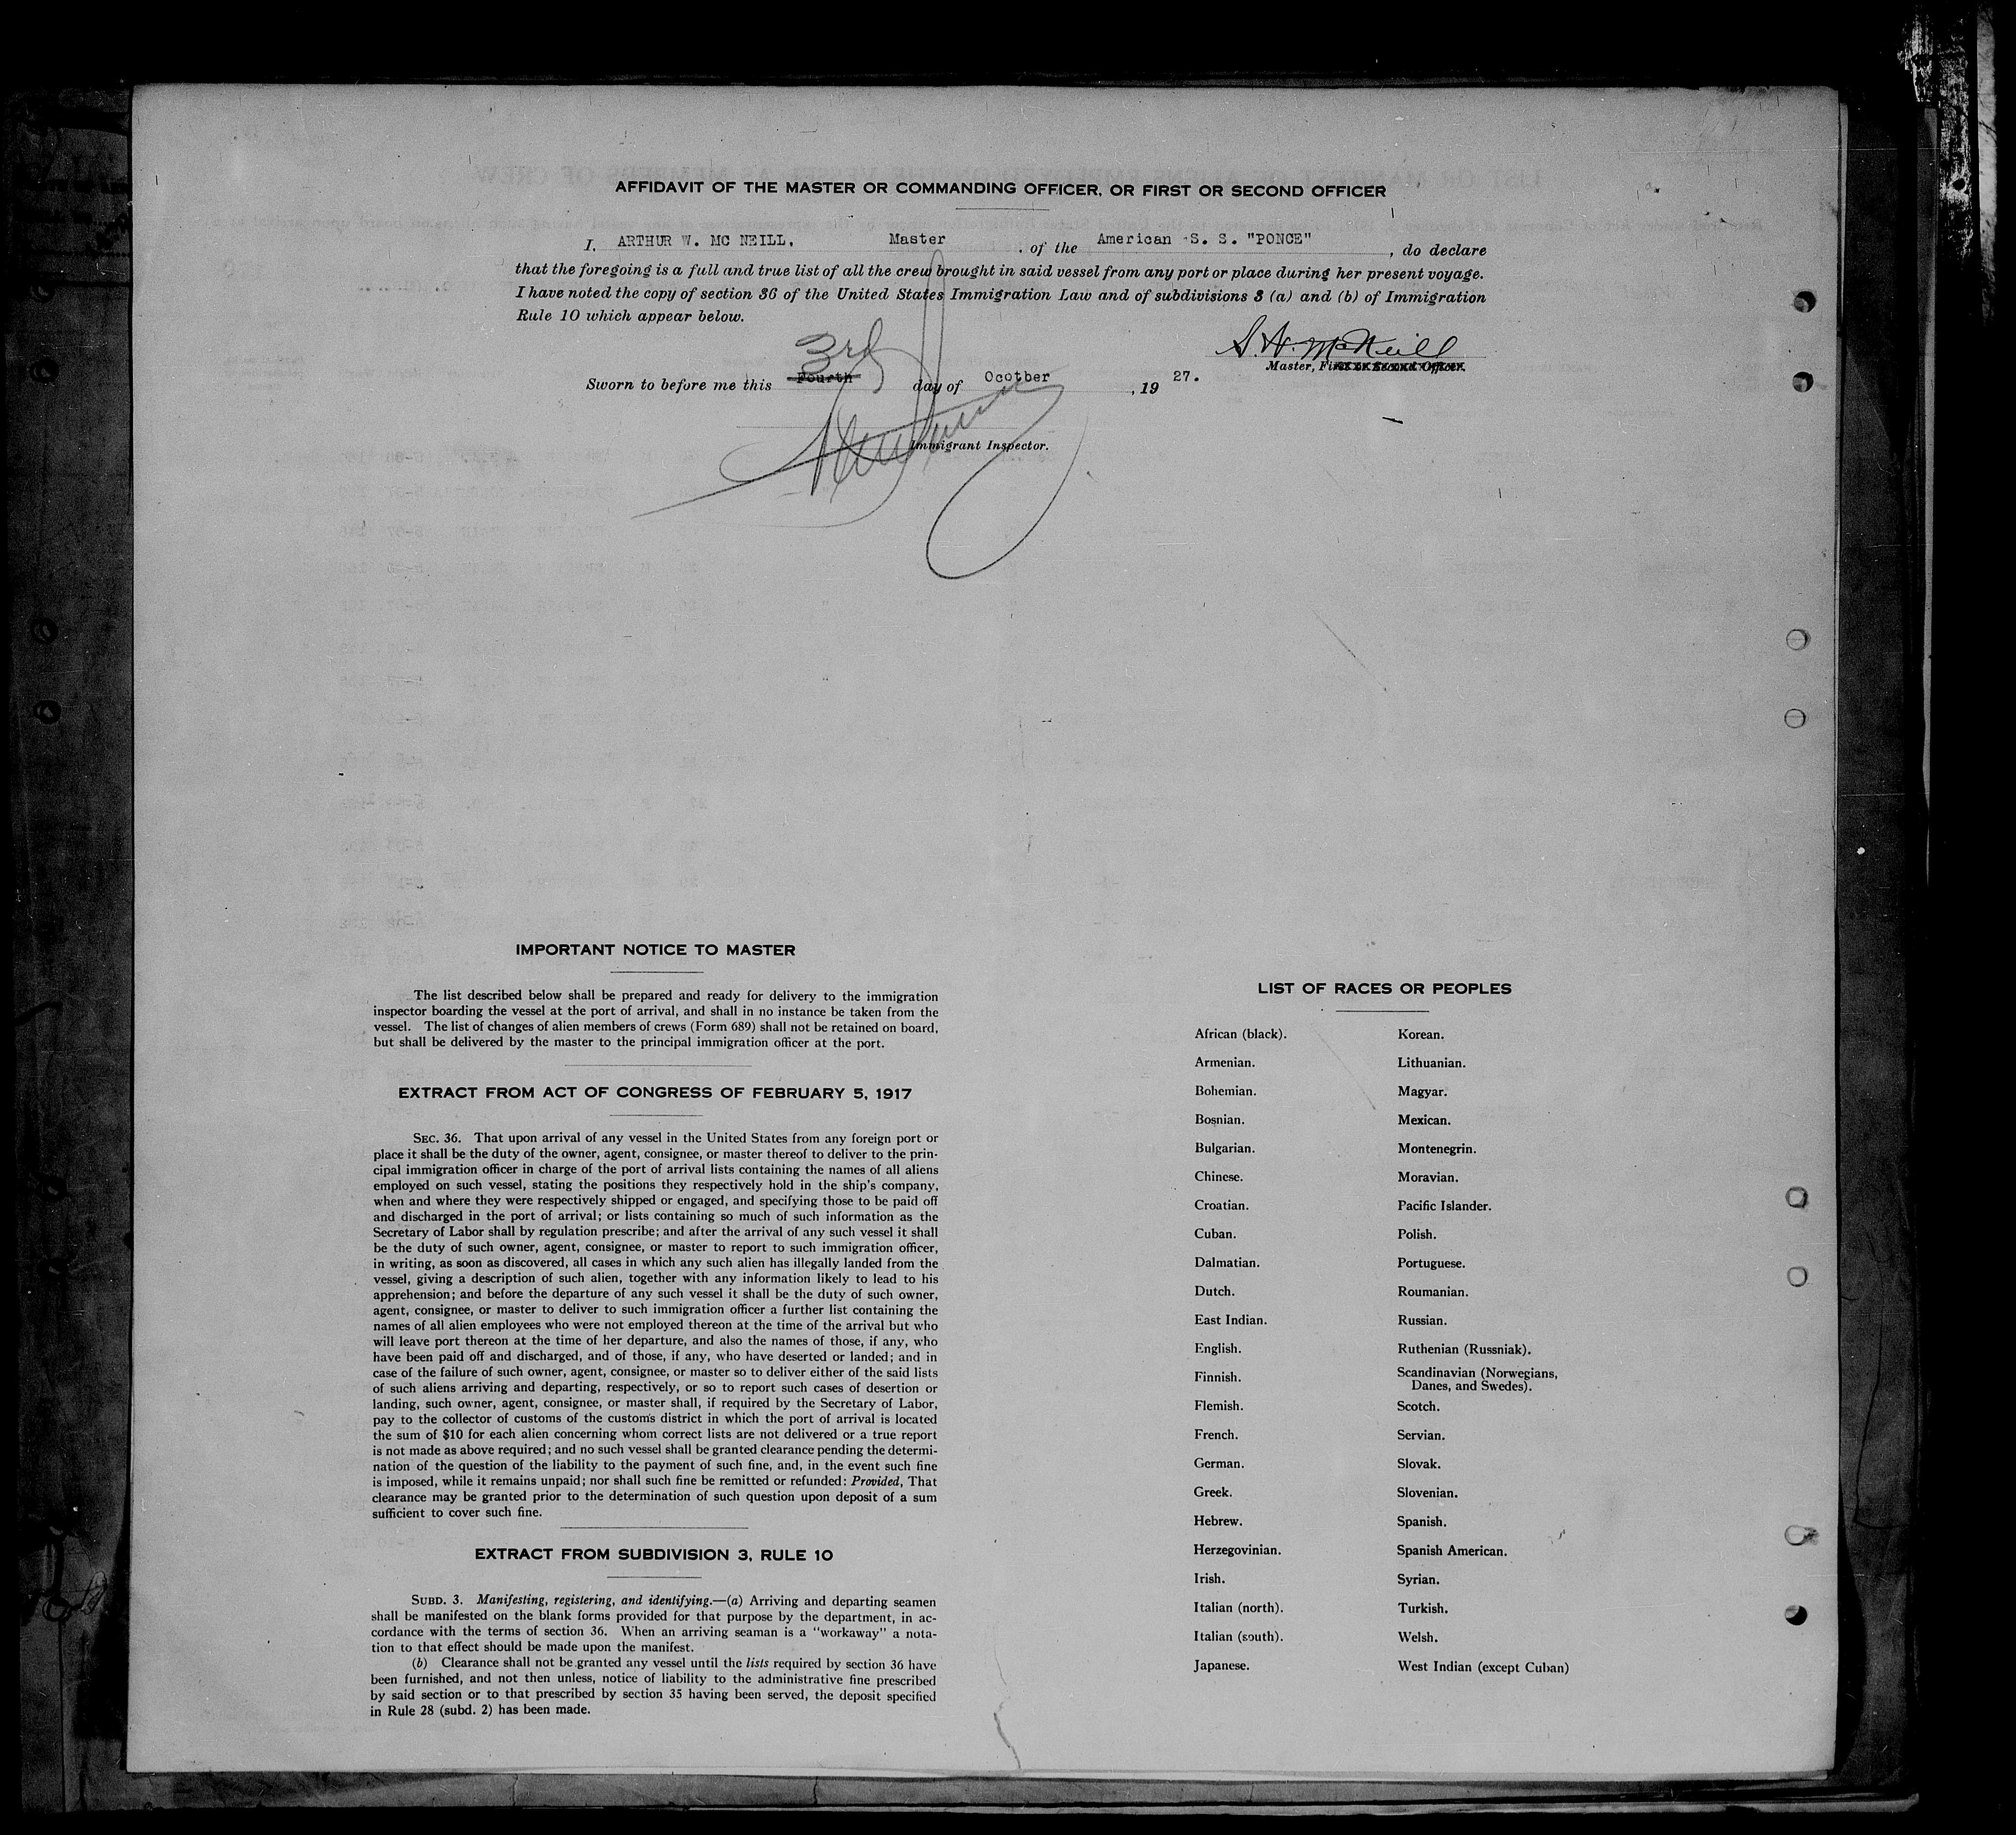 AFFIDAVIT OF THE MASTER OR COMMANDING OFFICER, OR FIRST OR SECOND OFFICER
I, ARTHUR W. MC NEILL, Master, of the American S. S. "PONCE", do declare
that the foregoing is a full and true list of all the crew brought in said vessel from any port or place during her present voyage.
I have noted the copy of section 36 of the United States Immigration Law and of subdivisions 3 (a) and (b) of Immigration
Rule 10 which appear below.
S. W. McNeill
Master, First or Second Officer.
Sworn to before me this Fourth 3rd day of Ocotber, 19 27.
Immigrant Inspector.
IMPORTANT NOTICE TO MASTER
The list described below shall be prepared and ready for delivery to the immigration
inspector boarding the vessel at the port of arrival, and shall in no instance be taken from the
vessel. The list of changes of alien members of crews (Form 689) shall not be retained on board,
but shall be delivered by the master to the principal immigration officer at the port.
EXTRACT FROM ACT OF CONGRESS OF FEBRUARY 5, 1917
SEC. 36. That upon arrival of any vessel in the United States from any foreign port or
place it shall be the duty of the owner, agent, consignee, or master thereof to deliver to the prin-
cipal immigration officer in charge of the port of arrival lists containing the names of all aliens
employed on such vessel, stating the positions they respectively hold in the ship's company,
when and where they were respectively shipped or engaged, and specifying those to be paid off
and discharged in the port of arrival; or lists containing so much of such information as the
Secretary of Labor shall by regulation prescribe; and after the arrival of any such vessel it shall
be the duty of such owner, agent, consignee, or master to report to such immigration officer,
in writing, as soon as discovered, all cases in which any such alien has illegally landed from the
vessel, giving a description of such alien, together with any information likely to lead to his
apprehension; and before the departure of any such vessel it shall be the duty of such owner,
agent, consignee, or master to deliver to such immigration officer a further list containing the
names of all alien employees who were not employed thereon at the time of the arrival but who
will leave port thereon at the time of her departure, and also the names of those, if any, who
have been paid off and discharged, and of those, if any, who have deserted or landed; and in
case of the failure of such owner, agent, consignee, or master so to deliver either of the said lists
of such aliens arriving and departing, respectively, or so to report such cases of desertion or
landing, such owner, agent, consignee, or master shall, if required by the Secretary of Labor,
pay to the collector of customs of the customs district in which the port of arrival is located
the sum of $10 for each alien concerning whom correct lists are not delivered or a true report
is not made as above required; and no such vessel shall be granted clearance pending the determi-
nation of the question of the liability to the payment of such fine, and, in the event such fine
is imposed, while it remains unpaid; nor shall such fine be remitted or refunded: Provided, That
clearance may be granted prior to the determination of such question upon deposit of a sum
sufficient to cover such fine.
EXTRACT FROM SUBDIVISION 3, RULE 10
SUBD. 3. Manifesting, registering, and identifying.—(a) Arriving and departing seamen
shall be manifested on the blank forms provided for that purpose by the department, in ac-
cordance with the terms of section 36. When an arriving seaman is a "workaway" a nota-
tion to that effect should be made upon the manifest.
(b) Clearance shall not be granted any vessel until the lists required by section 36 have
been furnished, and not then unless, notice of liability to the administrative fine prescribed
by said section or to that prescribed by section 35 having been served, the deposit specified
in Rule 28 (subd. 2) has been made.
LIST OF RACES OR PEOPLES
African (black).
Armenian.
Bohemian.
Bosnian.
Bulgarian.
Chinese.
Croatian.
Cuban.
Dalmatian.
Dutch.
East Indian.
English.
Finnish.
Flemish.
French.
German.
Greek.
Hebrew.
Herzegovinian.
Irish.
Italian (north).
Italian (south).
Japanese.
Korean.
Lithuanian.
Magyar.
Mexican.
Montenegrin.
Moravian.
Pacific Islander.
Polish.
Portuguese.
Roumanian.
Russian.
Ruthenian (Russniak).
Scandinavian (Norwegians,
Danes, and Swedes).
Scotch.
Servian.
Slovak.
Slovenian.
Spanish.
Spanish American.
Syrian.
Turkish.
Welsh.
West Indian (except Cuban)